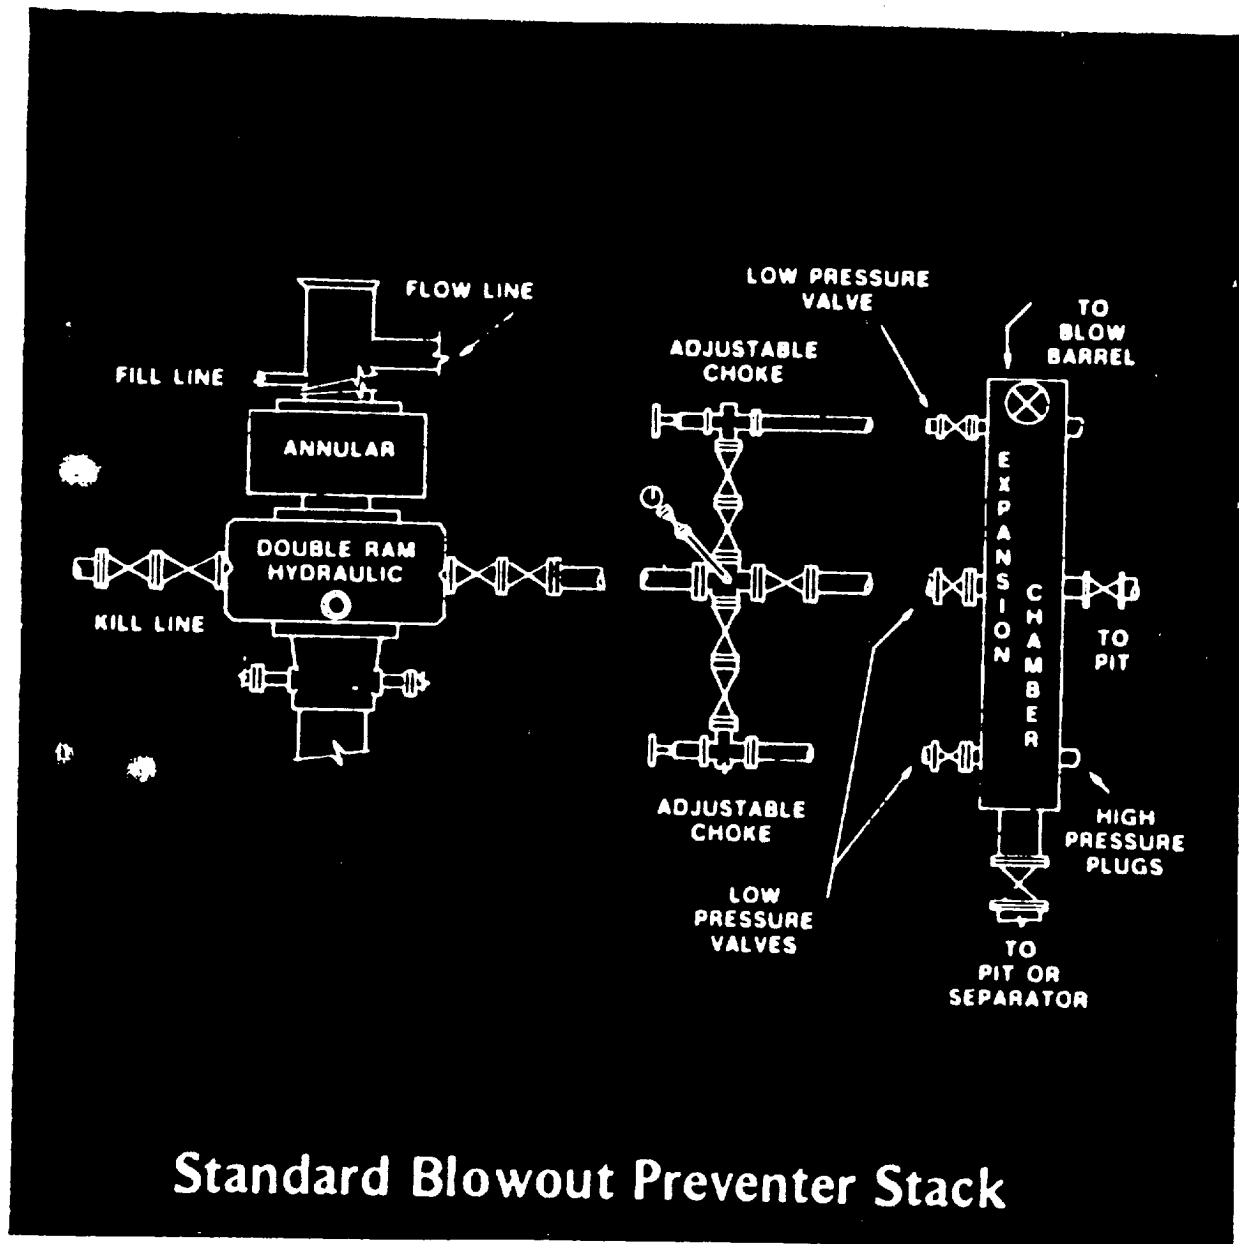 FLOW LINE
FILL LINE
ANNULAR
DOUBLE RAM
HYDRAULIC
KILL LINE
ADJUSTABLE
CHOKE
ADJUSTABLE
CHOKE
LOW PRESSURE
VALVE
TO
BLOW
BARREL
EXPANSION
CHAMBER
TO
PIT
HIGH
PRESSURE
PLUGS
LOW
PRESSURE
VALVES
TO
PIT OR
SEPARATOR
Standard Blowout Preventer Stack